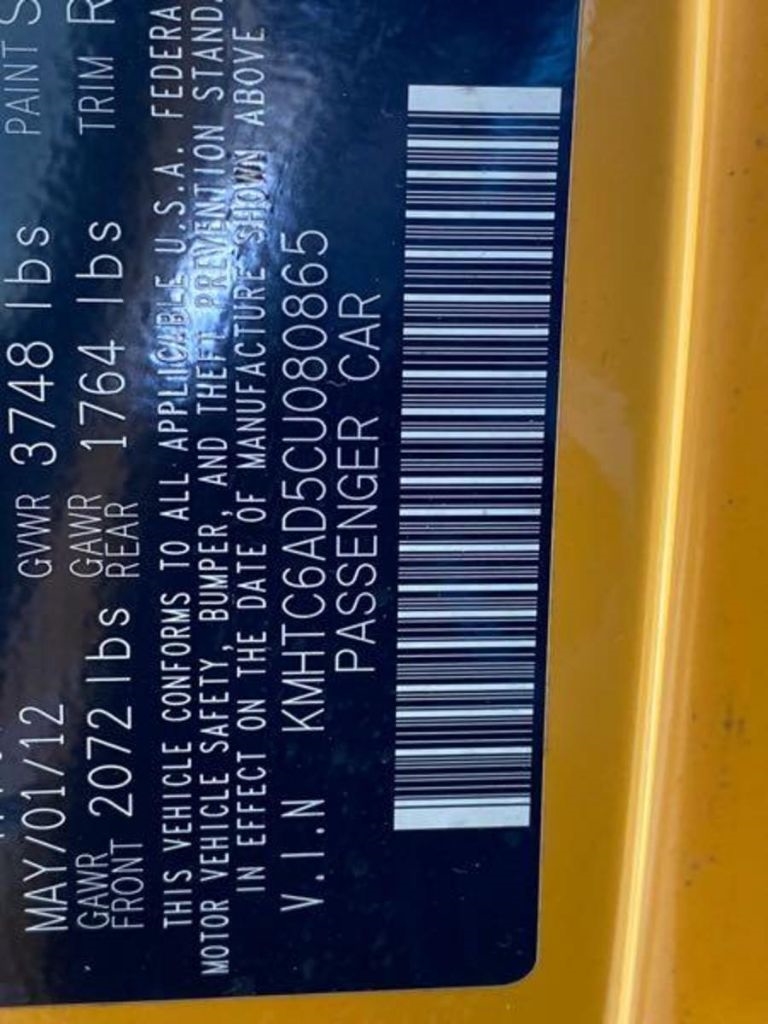 MAY/01/12 GVWR 3748 lbs PAINT
GAWR FRONT 2072 lbs GAWR REAR 1764 lbs TRIM
THIS VEHICLE CONFORMS TO ALL APPLICABLE U.S.A. FEDERA
MOTOR VEHICLE SAFETY, BUMPER, AND THEFT PREVENTION STAND
IN EFFECT ON THE DATE OF MANUFACTURE SHOWN ABOVE
V.I.N KMHTC6AD5CU080865
PASSENGER CAR